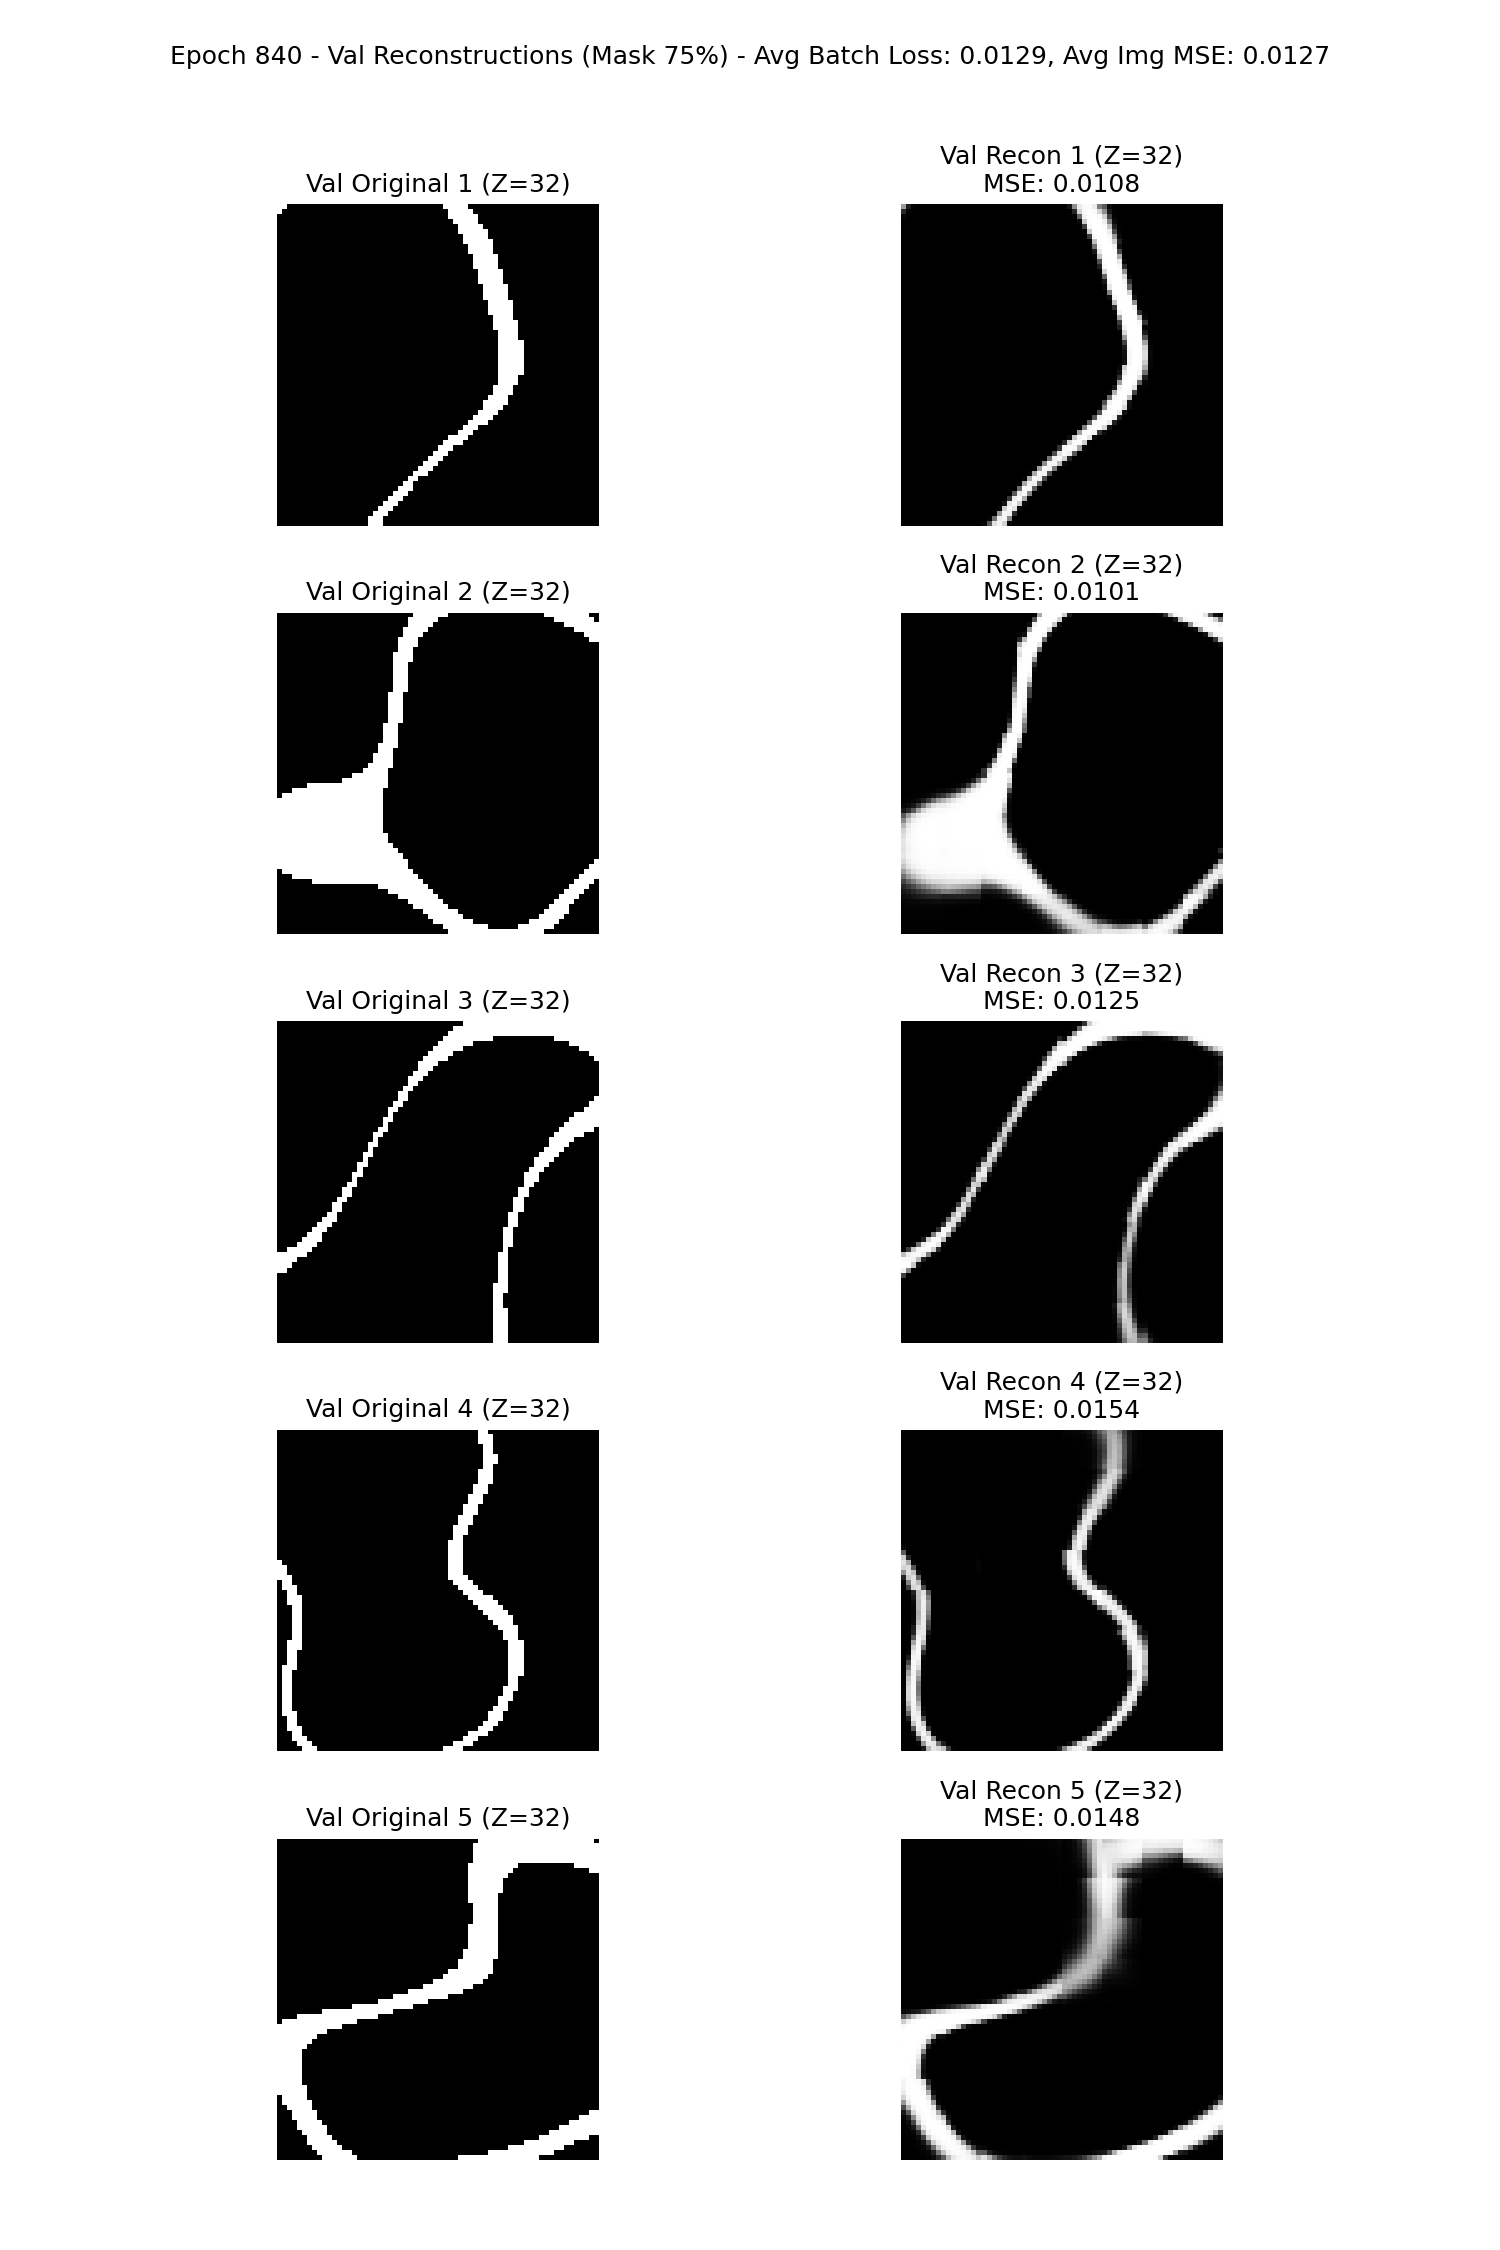 Epoch 840 - Val Reconstructions (Mask 75%) - Avg Batch Loss: 0.0129, Avg Img MSE: 0.0127
Val Original 1 (Z=32)
Val Recon 1 (Z=32)
MSE: 0.0108
Val Original 2 (Z=32)
Val Recon 2 (Z=32)
MSE: 0.0101
Val Original 3 (Z=32)
Val Recon 3 (Z=32)
MSE: 0.0125
Val Original 4 (Z=32)
Val Recon 4 (Z=32)
MSE: 0.0154
Val Original 5 (Z=32)
Val Recon 5 (Z=32)
MSE: 0.0148